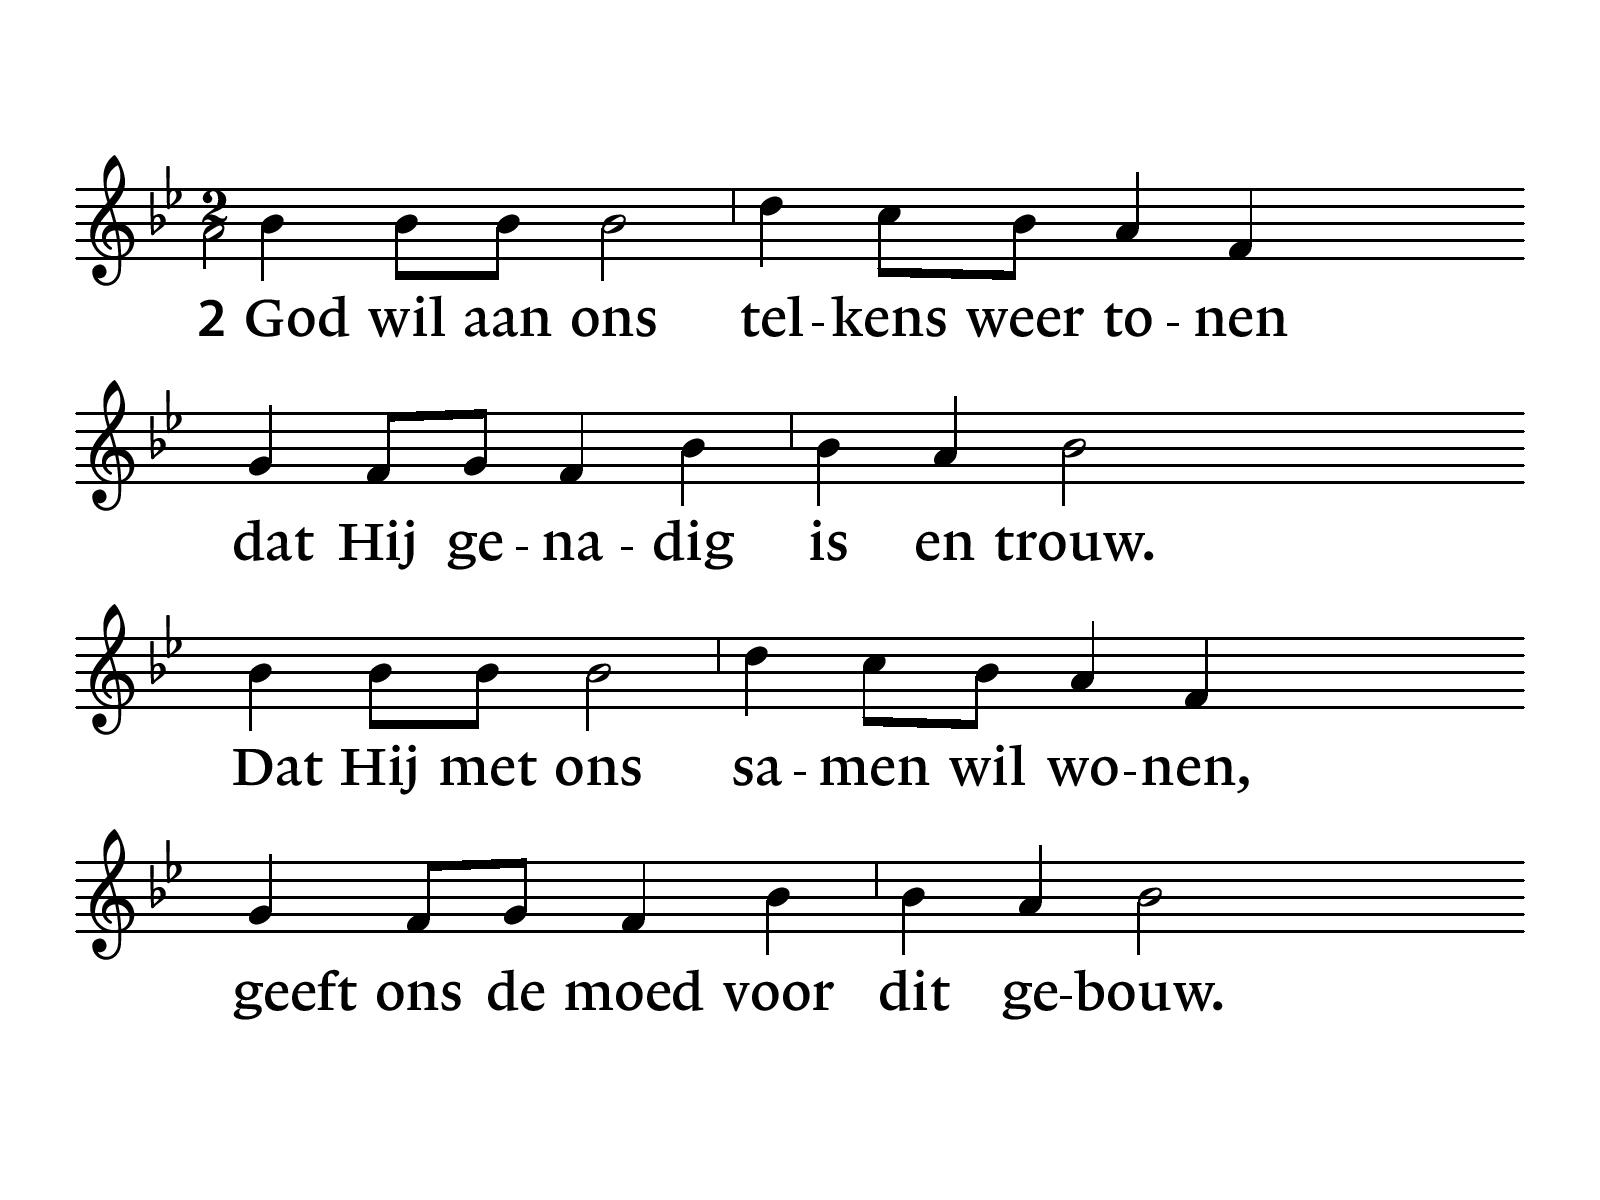 2 God wil aan ons tel-kens weer to-nen
dat Hij ge-na-dig is en trouw.
Dat Hij met ons sa-men wil wo-nen,
geeft ons de moed voor dit ge-bouw.